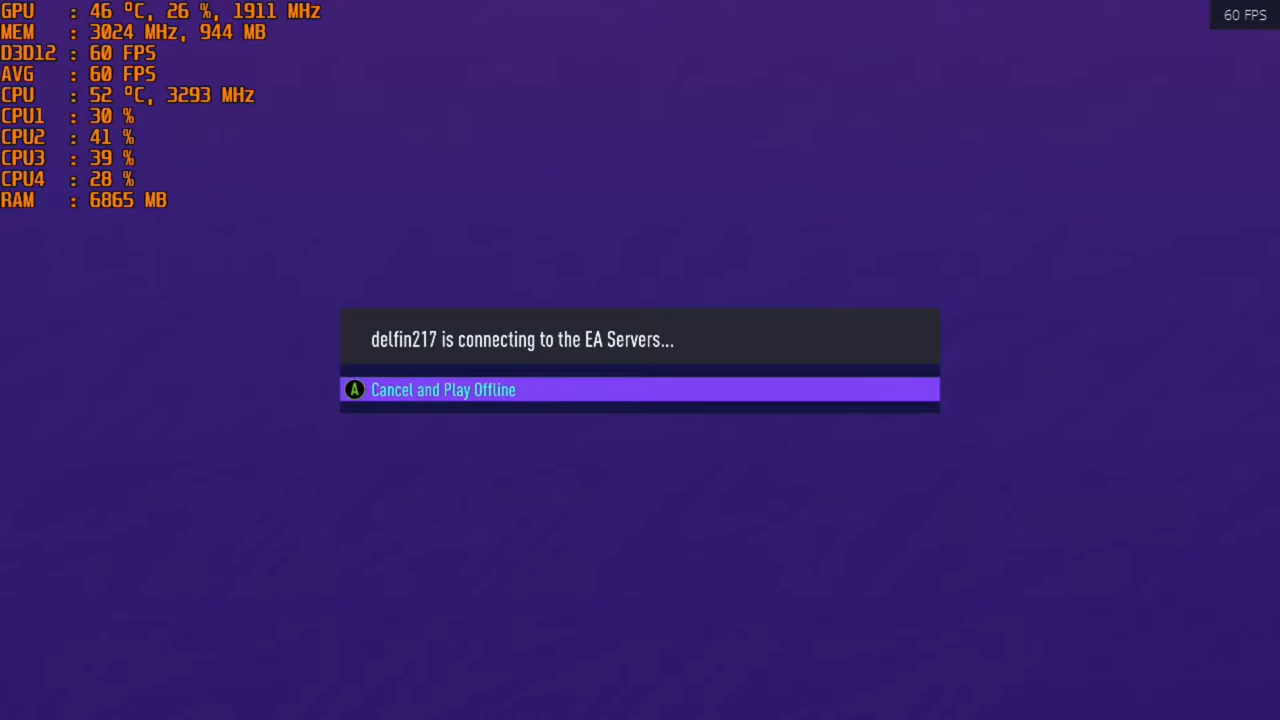 GPU : 46 ºC, 26 %, 1911 MHz
60 FPS
MEM : 3024 MHz, 944 MB
D3D12 : 60 FPS
AVG : 60 FPS
CPU : 52 ºC, 3293 MHz
CPU1 : 30 %
CPU2 : 41 %
CPU3 : 39 %
CPU4 : 28 %
RAM : 6865 MB
delfin217 is connecting to the EA Servers...
A Cancel and Play Offline